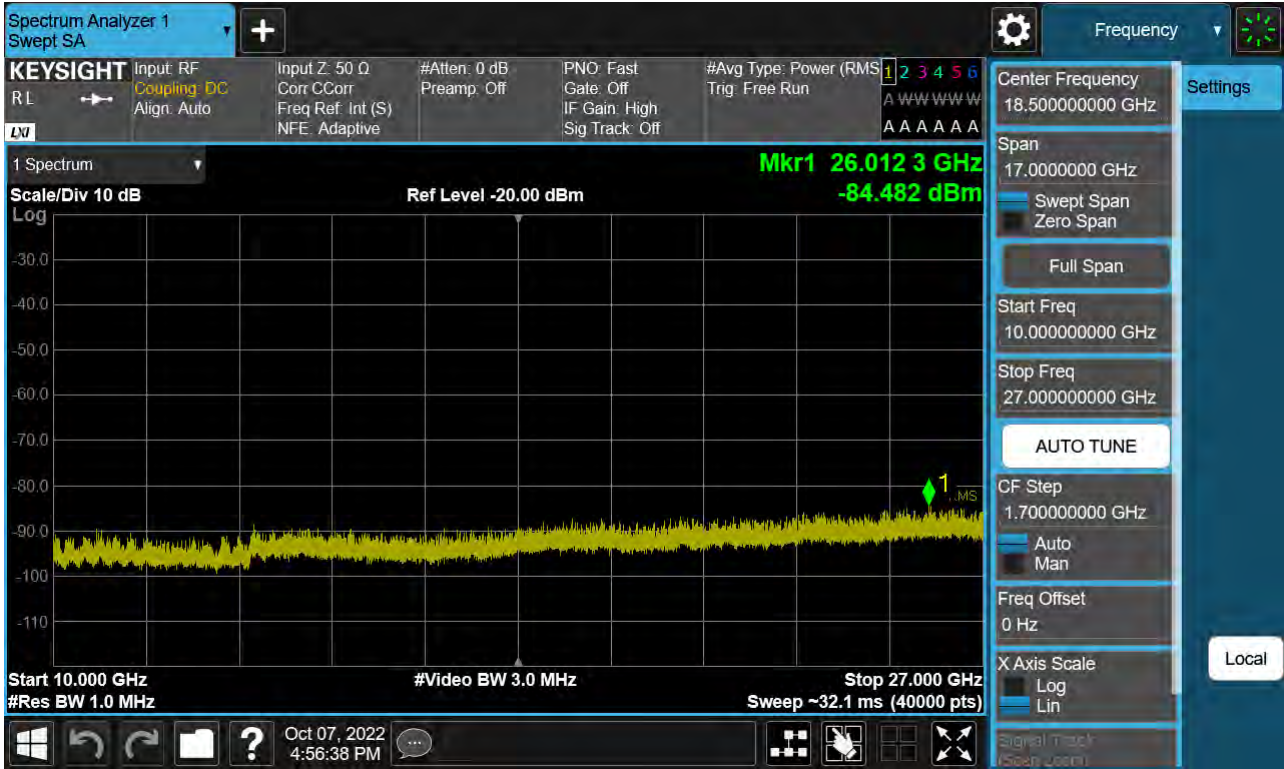 Spectrum Analyzer 1
Swept SA
+
Frequency
KEYSIGHT
RL
LXI
Input: RF
Coupling: DC
Align: Auto
Input Z: 50 Ω
Corr CCorr
Freq Ref: Int (S)
NFE: Adaptive
#Atten: 0 dB
Preamp: Off
PNO: Fast
Gate: Off
IF Gain: High
Sig Track: Off
#Avg Type: Power (RMS
Trig: Free Run
1 2 3 4 5 6
A W W W W W
A A A A A A
1 Spectrum
Mkr1 26.012 3 GHz
-84.482 dBm
Scale/Div 10 dB
Ref Level -20.00 dBm
Log
-30.0
-40.0
-50.0
-60.0
-70.0
-80.0
-90.0
-100
-110
1
Start 10.000 GHz
#Video BW 3.0 MHz
Stop 27.000 GHz
#Res BW 1.0 MHz
Sweep ~32.1 ms (40000 pts)
Center Frequency
18.500000000 GHz
Settings
Span
17.0000000 GHz
Swept Span
Zero Span
Full Span
Start Freq
10.000000000 GHz
Stop Freq
27.000000000 GHz
AUTO TUNE
CF Step
1.700000000 GHz
Auto
Man
Freq Offset
0 Hz
X Axis Scale
Log
Lin
Local
Signal Track
(Span Zoom)
?
Oct 07, 2022
4:56:38 PM